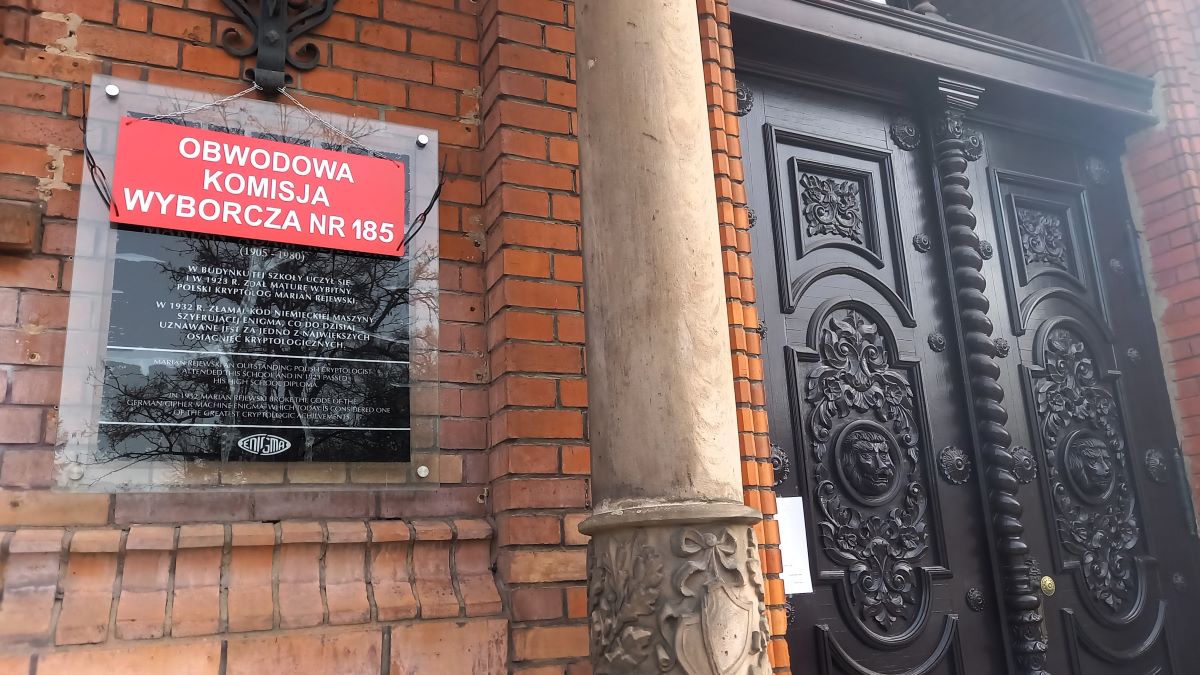 OBWODOWA
KOMISJA
WYBORCZA NR 185
(1905 - 1980)
W BUDYNKU TEJ SZKOŁY UCZYŁ SIĘ
I W 1923 R. ZDAŁ MATURĘ WYBITNY
POLSKI KRYPTOLOG MARIAN REJEWSKI.
W 1932 R. ZŁAMAŁ KOD NIEMIECKIEJ MASZYNY
SZYFRUJĄCEJ ENIGMA, CO DO DZISIAJ
UZNAWANE JEST ZA JEDNO Z NAJWIĘKSZYCH
OSIĄGNIĘĆ KRYPTOLOGICZNYCH.
MARIAN REJEWSKI AN OUTSTANDING POLISH CRYPTOLOGIST
ATTENDED THIS SCHOOL AND IN 1923 PASSED
HIS HIGH SCHOOL DIPLOMA.
IN 1932 MARIAN REJEWSKI BROKE THE CODE OF THE
GERMAN CIPHER MACHINE ENIGMA, WHICH TODAY IS CONSIDERED ONE
OF THE GREATEST CRYPTOLOGIC ACHIEVEMENTS.
ENIGMA